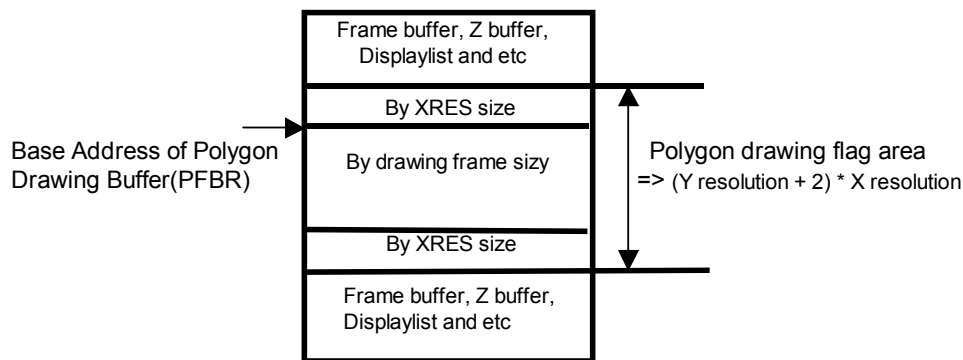 Frame buffer, Z buffer,
Displaylist and etc
By XRES size
Base Address of Polygon
Drawing Buffer(PFBR)
By drawing frame sizy
Polygon drawing flag area
=> (Y resolution + 2) * X resolution
By XRES size
Frame buffer, Z buffer,
Displaylist and etc